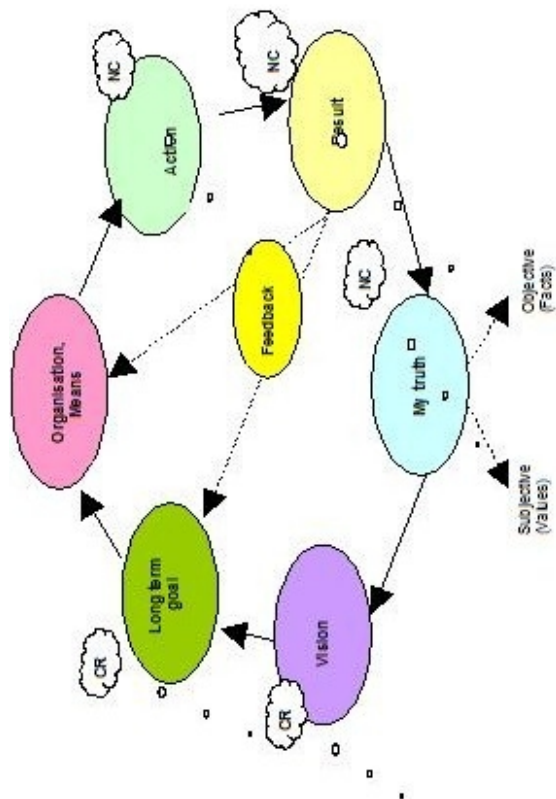 NC
Action
NC
Result
Organisation,
Means
Feedback
NC
My truth
Objective
(Facts)
Subjective
(Values)
Long term
goal
CR
Vision
CR